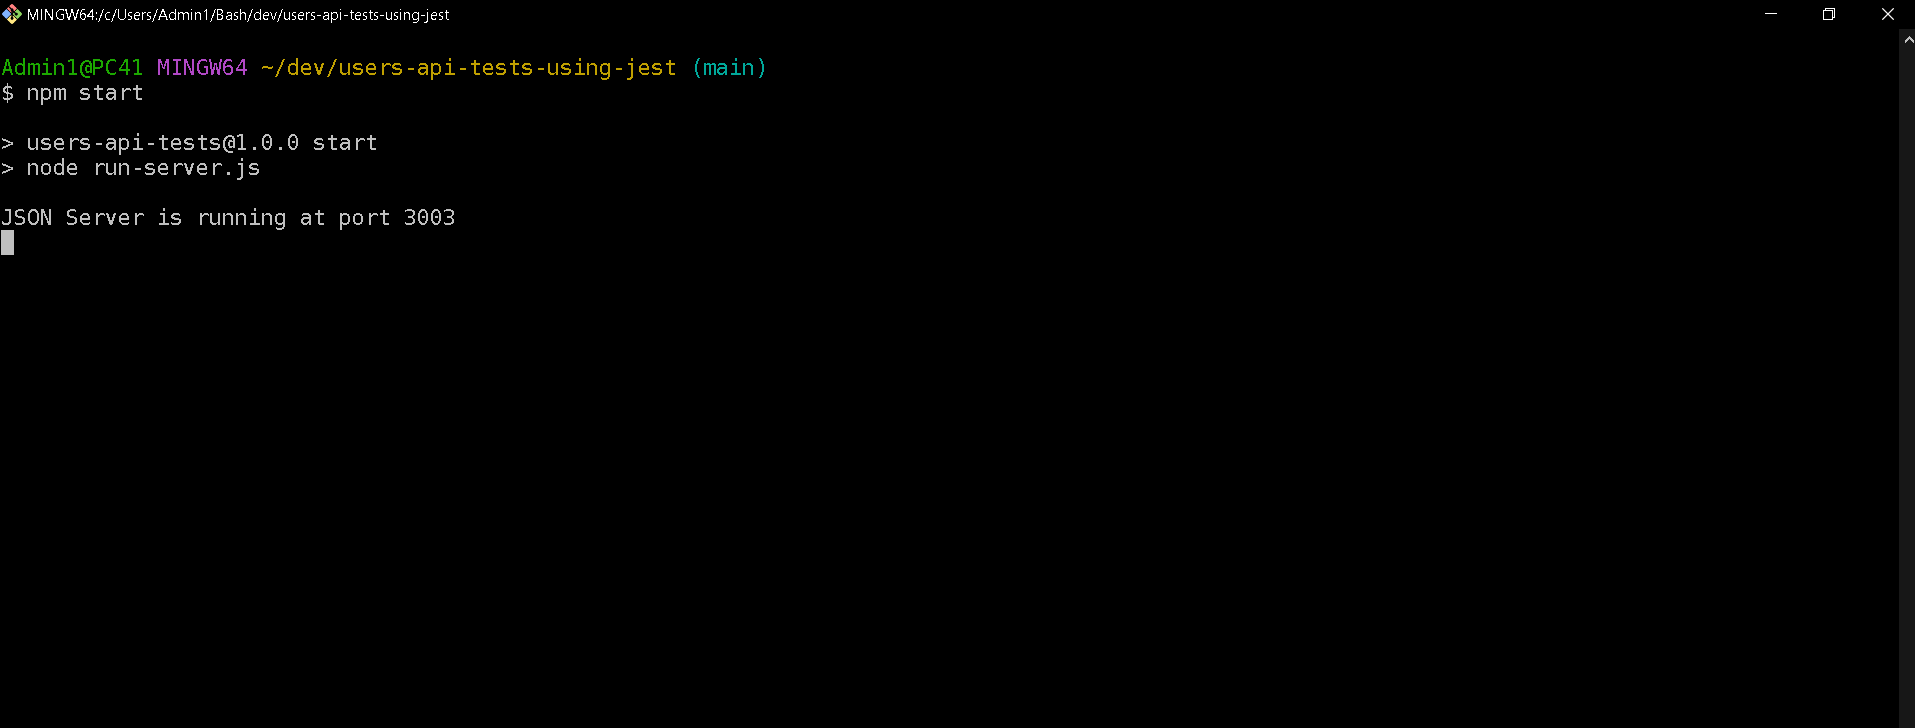 MINGW64:/c/Users/Admin1/Bash/dev/users-api-tests-using-jest
Admin1@PC41 MINGW64 ~/dev/users-api-tests-using-jest (main)
$ npm start
> users-api-tests@1.0.0 start
> node run-server.js
JSON Server is running at port 3003